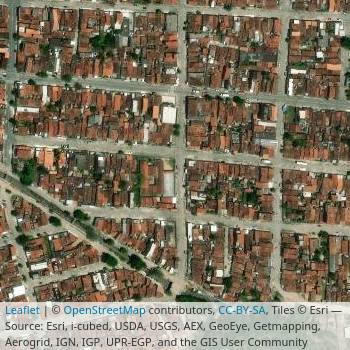 Leaflet | © OpenStreetMap contributors, CC-BY-SA, Tiles © Esri —
Source: Esri, i-cubed, USDA, USGS, AEX, GeoEye, Getmapping,
Aerogrid, IGN, IGP, UPR-EGP, and the GIS User Community